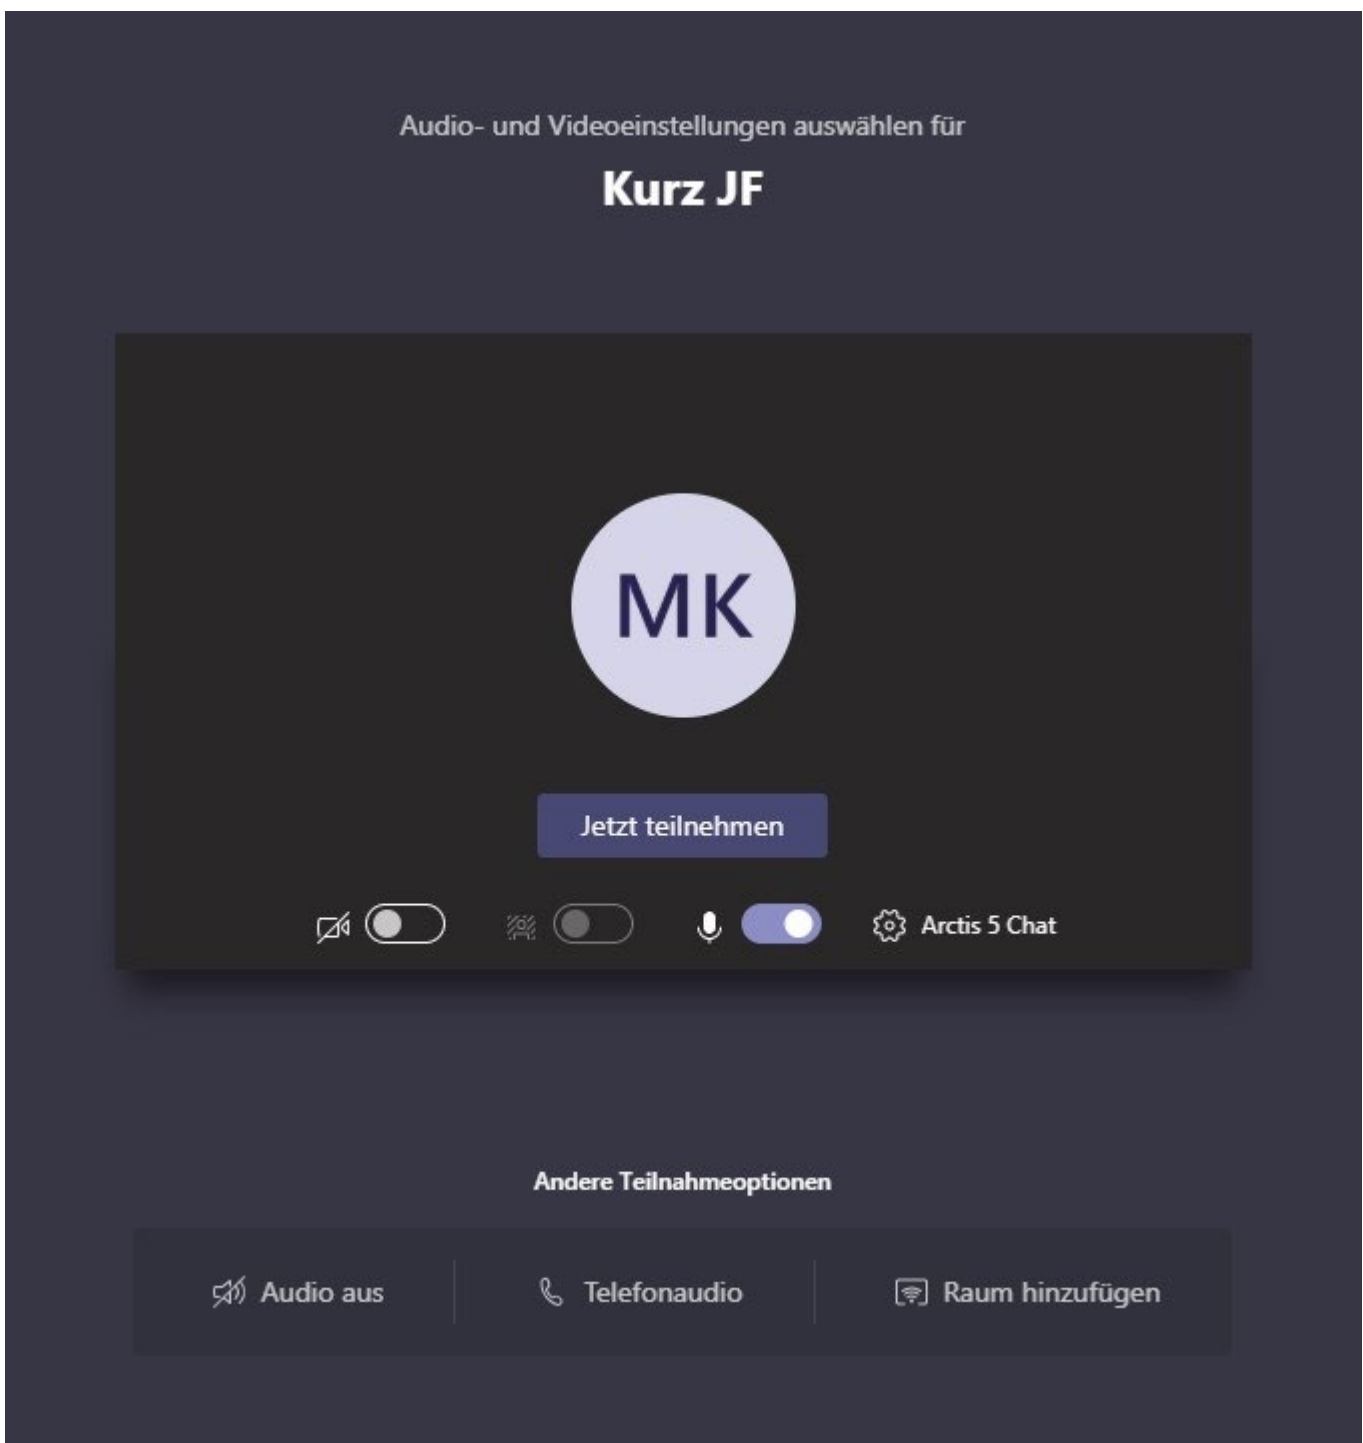 Audio- und Videoeinstellungen auswählen für
Kurz JF
MK
Jetzt teilnehmen
Arctis 5 Chat
Andere Teilnahmeoptionen
Audio aus
Telefonaudio
Raum hinzufügen